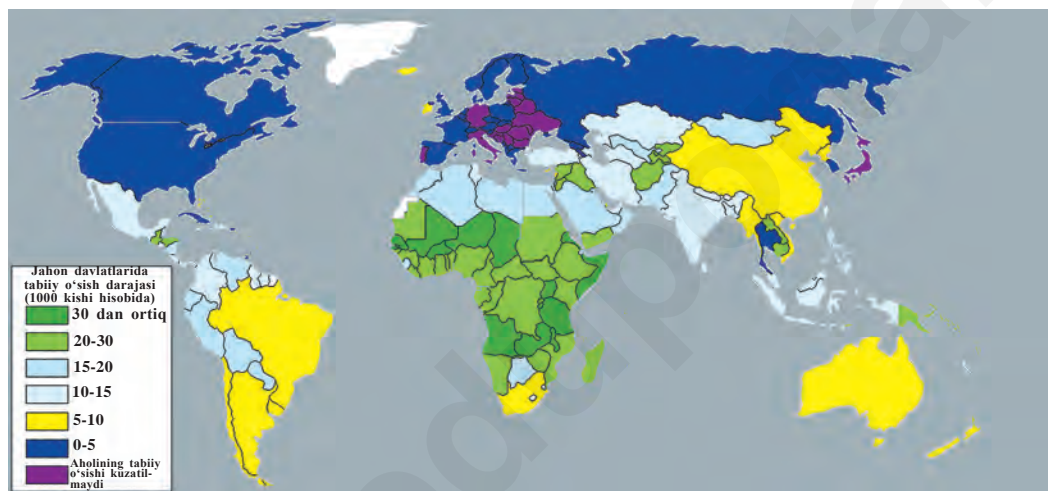 Jahon davlatlarida
tabiiy o‘sish darajasi
(1000 kishi hisobida)
30 dan ortiq
20-30
15-20
10-15
5-10
0-5
Aholining tabiiy
o‘sishi kuzatil-
maydi